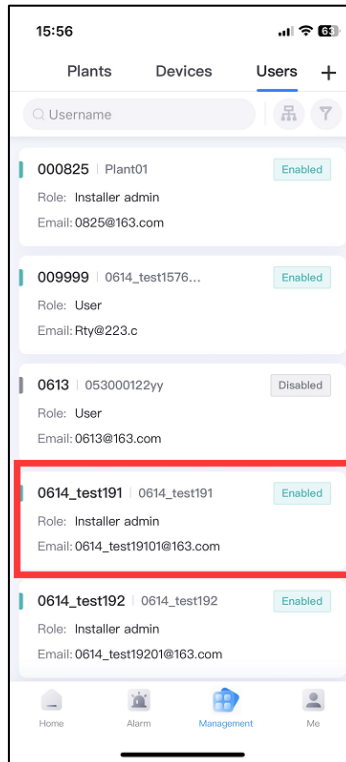 15:56 63
Plants Devices Users +
Username
000825 | Plant01 Enabled
Role: Installer admin
Email: 0825@163.com
009999 | 0614_test1576... Enabled
Role: User
Email: Rty@223.c
0613 | 053000122yy Disabled
Role: User
Email: 0613@163.com
0614_test191 | 0614_test191 Enabled
Role: Installer admin
Email: 0614_test19101@163.com
0614_test192 | 0614_test192 Enabled
Role: Installer admin
Email: 0614_test19201@163.com
Home Alarm Management Me